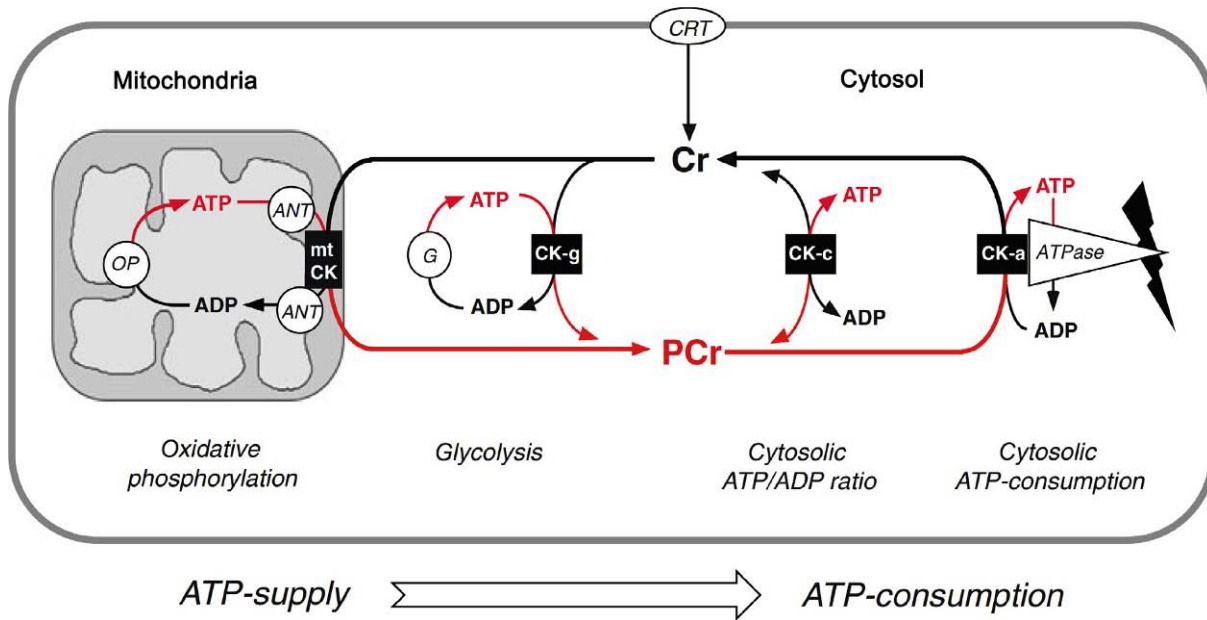 CRT
Mitochondria
Cytosol
Cr
ATP
ANT
ATP
ATP
ATP
OP
mt
CK
G
CK-g
CK-c
CK-a
ATPase
ADP
ANT
ADP
ADP
ADP
PCr
Oxidative
phosphorylation
Glycolysis
Cytosolic
ATP/ADP ratio
Cytosolic
ATP-consumption
ATP-supply
ATP-consumption